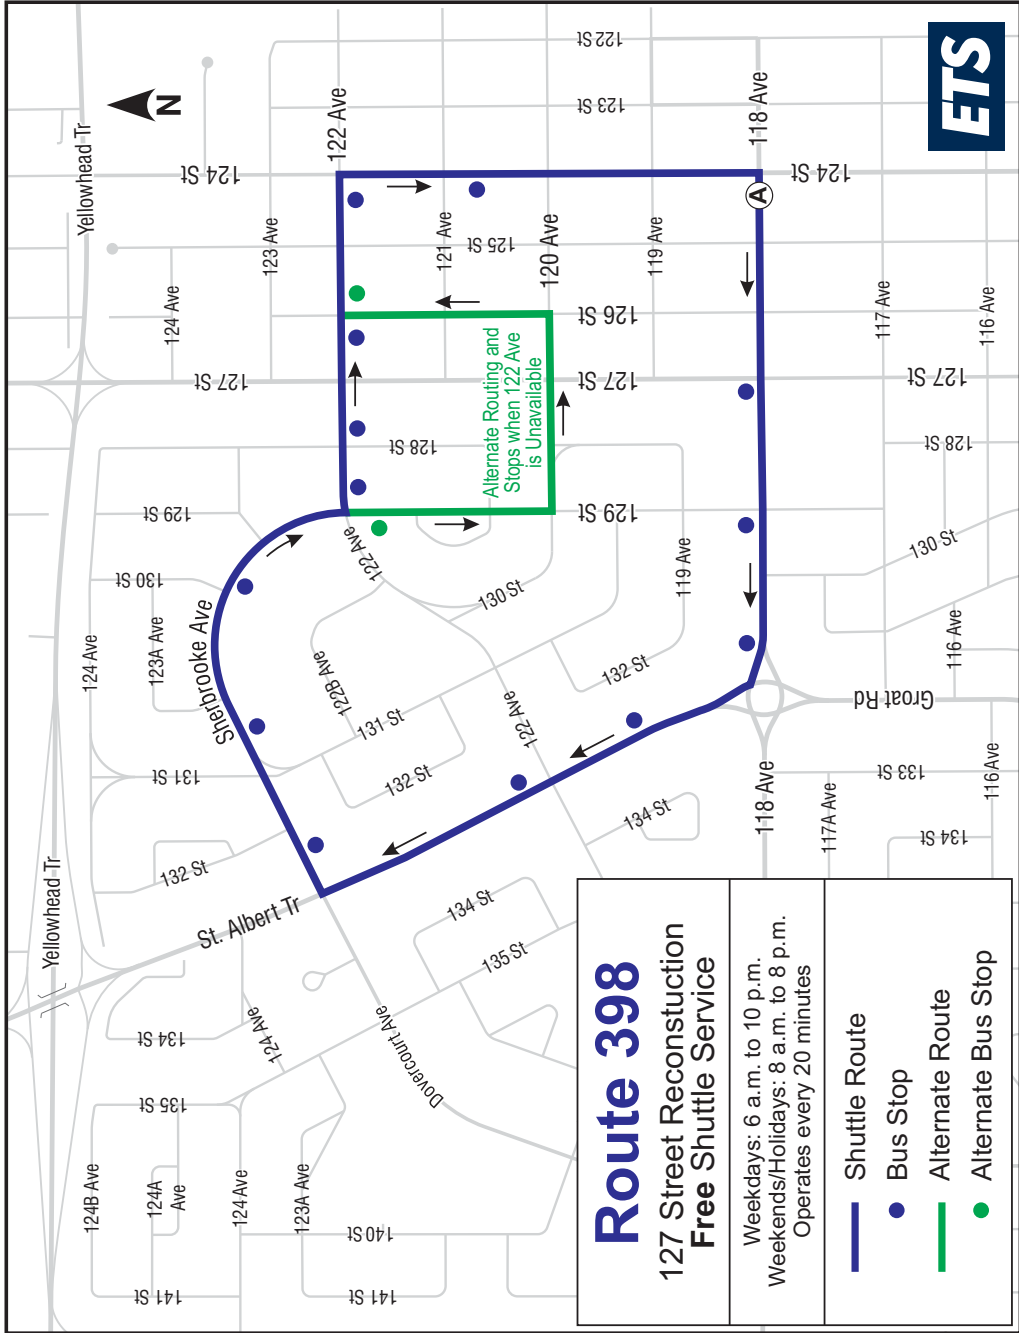 Yellowhead Tr
Yellowhead Tr
N
122 Ave
118 Ave
ETS
122 St
123 St
124 St
124 St
123 Ave
121 Ave
125 St
120 Ave
119 Ave
A
124 Ave
126 St
117 Ave
116 Ave
127 St
127 St
127 St
Alternate Routing and
Stops when 122 Ave
is Unavailable
128 St
128 St
129 St
129 St
122 Ave
119 Ave
130 St
130 St
130 St
124 Ave
123A Ave
Sherbrooke Ave
122B Ave
131 St
131 St
132 St
132 St
132 St
122 Ave
116 Ave
Groat Rd
118 Ave
133 St
116 Ave
117A Ave
134 St
134 St
St. Albert Tr
134 St
135 St
124 Ave
134 St
135 St
Dovercourt Ave
124B Ave
124A
Ave
124 Ave
123A Ave
140 St
141 St
141 St
Route 398
127 Street Reconstuction
Free Shuttle Service
Weekdays: 6 a.m. to 10 p.m.
Weekends/Holidays: 8 a.m. to 8 p.m.
Operates every 20 minutes
Shuttle Route
Bus Stop
Alternate Route
Alternate Bus Stop